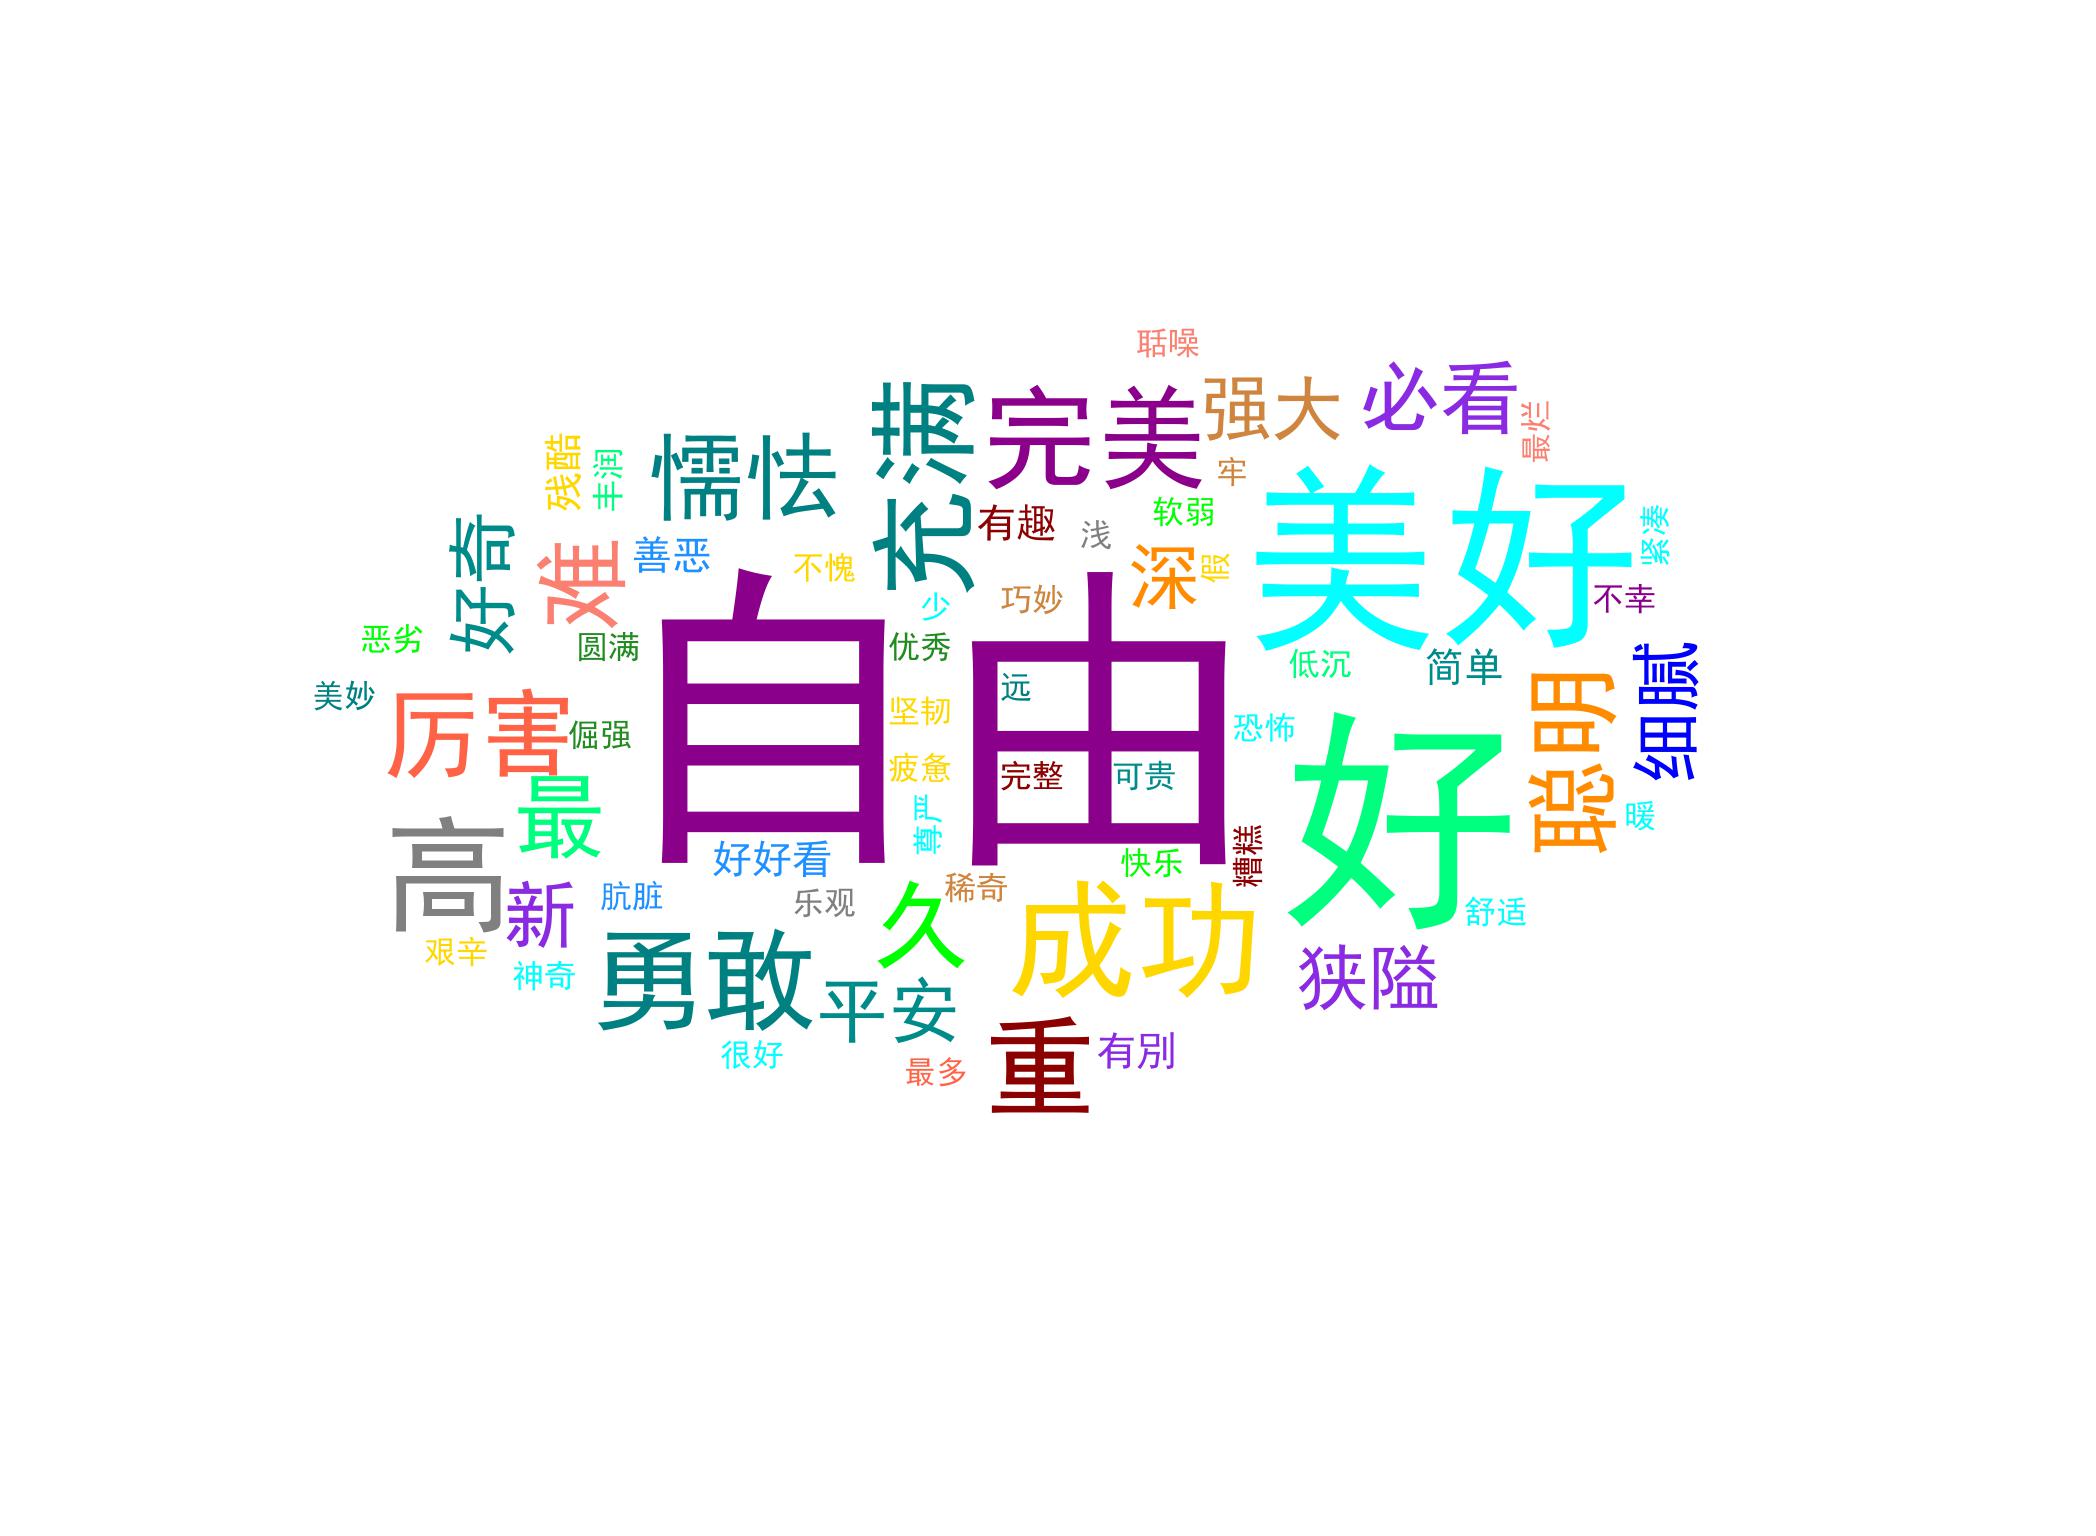 聒噪
强大
必看
完美
充满
最烂
懦怯
残酷
丰润
牢
美好
有趣
软弱
浅
紧凑
好奇
难
善恶
不愧
深
假
巧妙
少
不幸
恶劣
圆满
优秀
自由
低沉
简单
细腻
美妙
远
聪明
厉害
倔强
坚韧
恐怖
疲惫
完整
可贵
好
最
尊严
暖
高
好好看
快乐
糟糕
新
肮脏
乐观
稀奇
久
成功
舒适
艰辛
神奇
勇敢
平安
狭隘
很好
最多
重
有别